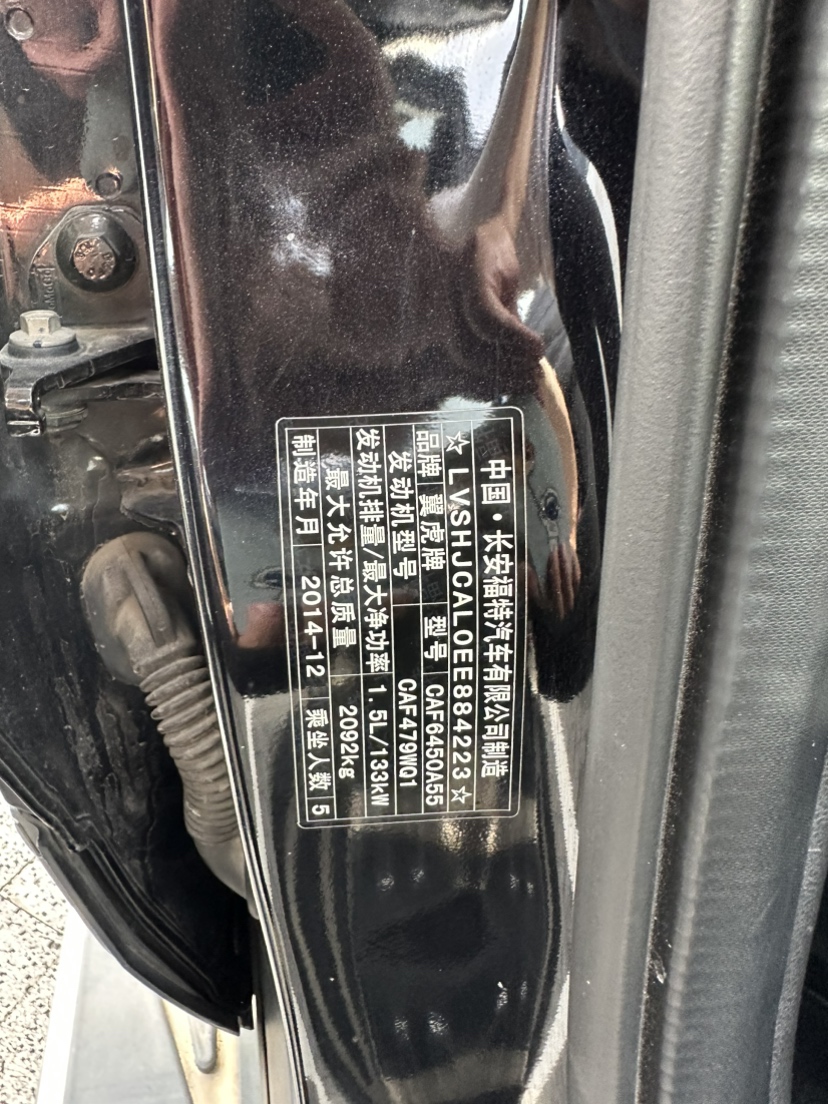 中国·长安福特汽车有限公司制造
☆LVSHJCAL0EE884223☆
品牌 翼虎牌 型号 CAF6450A55
发动机型号 CAF479WQ1
发动机排量/最大净功率 1.5L/133kW
最大允许总质量 2092kg
制造年月 2014-12 乘坐人数 5